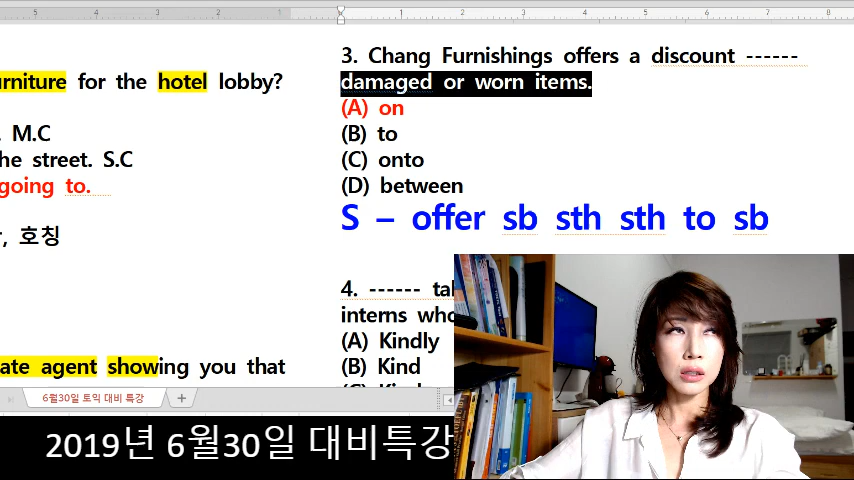 rniture for the hotel lobby?
. M.C
he street. S.C
going to.
, 호칭
ate agent showing you that
3. Chang Furnishings offers a discount ------
damaged or worn items.
(A) on
(B) to
(C) onto
(D) between
S – offer sb sth sth to sb
4. ------ tal
interns who
(A) Kindly
(B) Kind
6월30일 토익 대비 특강
2019년 6월30일 대비특강